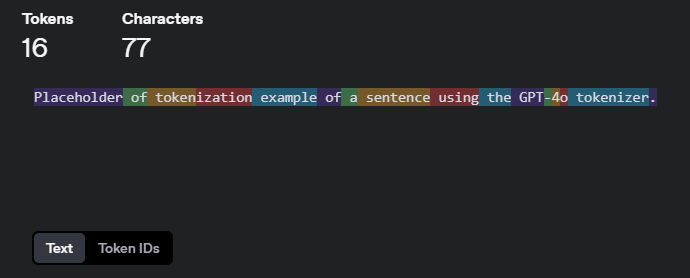 Tokens Characters
16 77
Placeholder of tokenization example of a sentence using the GPT-4o tokenizer.
Text Token IDs